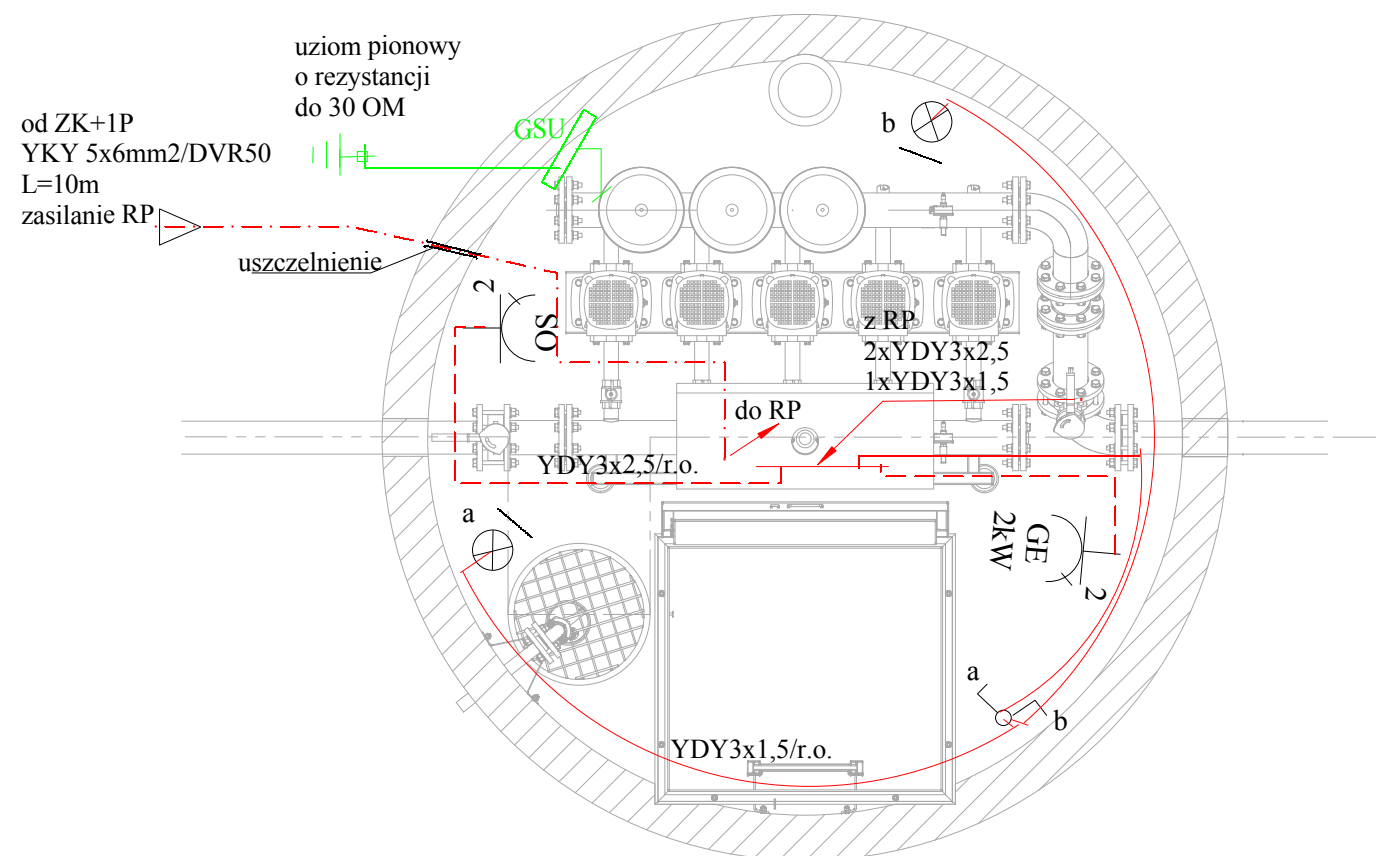 uziom pionowy
o rezystancji
do 30 OM
od ZK+1P
YKY 5x6mm2/DVR50
L=10m
zasilanie RP
GSU
b
uszczelnienie
2
OS
z RP
2xYDY3x2,5
1xYDY3x1,5
do RP
YDY3x2,5/r.o.
a
GE
2kW
2
a
b
YDY3x1,5/r.o.